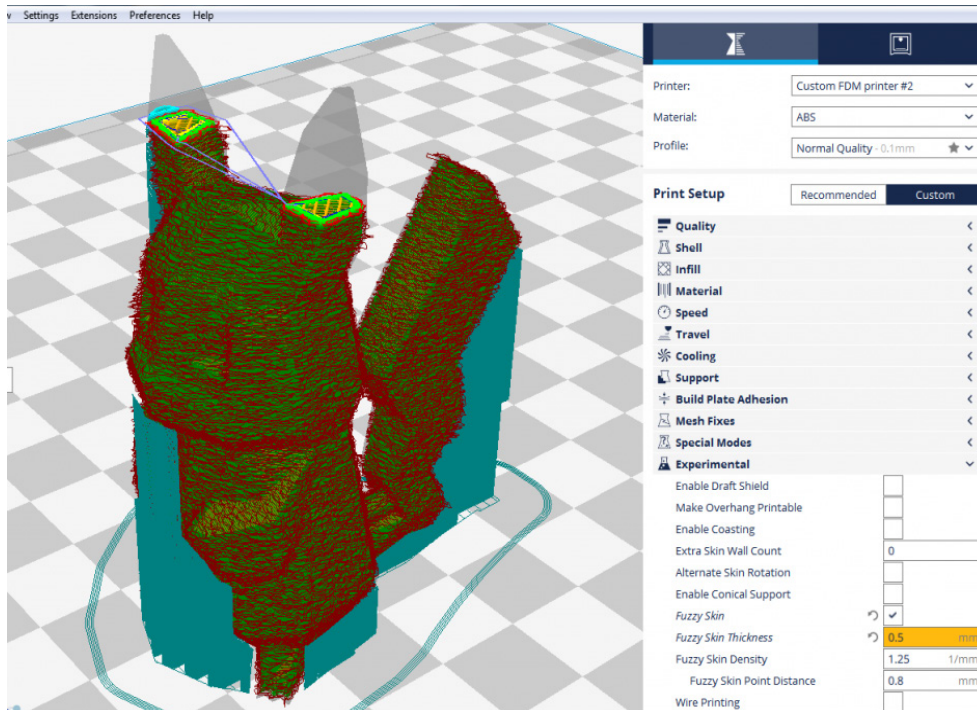 Settings Extensions Preferences Help
Printer: Custom FDM printer #2
Material: ABS
Profile: Normal Quality - 0.1mm
Print Setup Recommended Custom
Quality
Shell
Infill
Material
Speed
Travel
Cooling
Support
Build Plate Adhesion
Mesh Fixes
Special Modes
Experimental
Enable Draft Shield
Make Overhang Printable
Enable Coasting
Extra Skin Wall Count 0
Alternate Skin Rotation
Enable Conical Support
Fuzzy Skin
Fuzzy Skin Thickness 0.5 mm
Fuzzy Skin Density 1.25 1/mm
Fuzzy Skin Point Distance 0.8 mm
Wire Printing